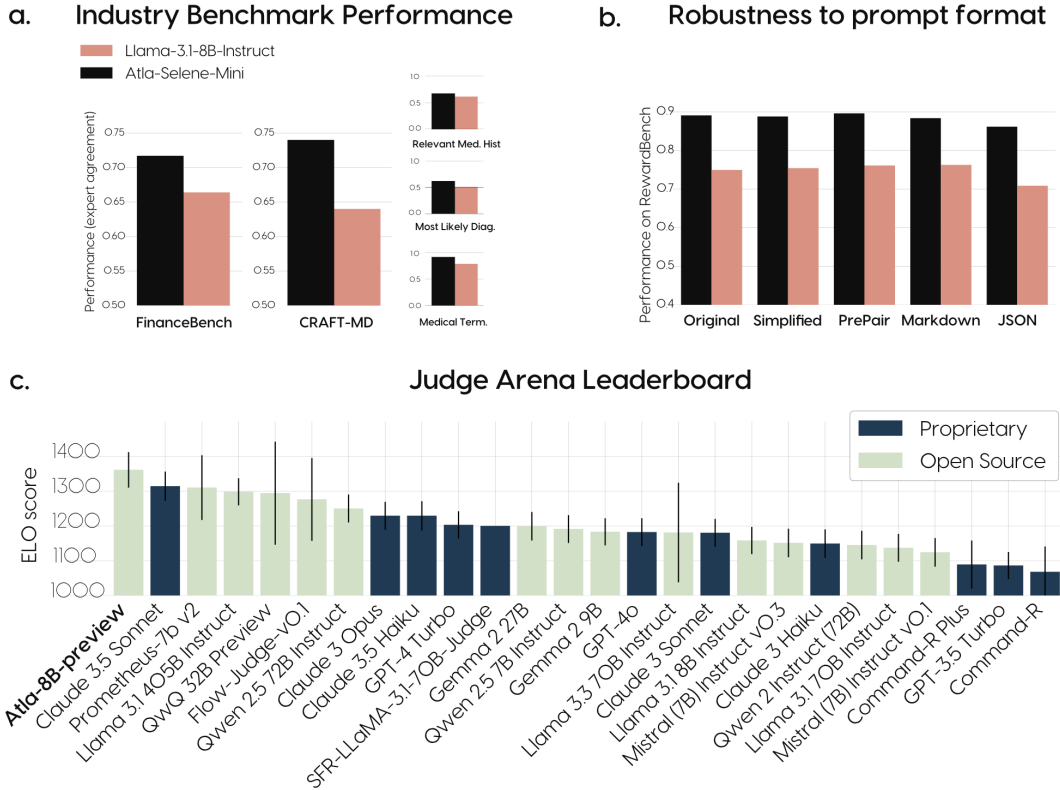 a. Industry Benchmark Performance
Llama-3.1-8B-Instruct
Atla-Selene-Mini
Performance (expert agreement)
0.75
0.70
0.65
0.60
0.55
0.50
FinanceBench
0.75
0.70
0.65
0.60
0.55
0.50
CRAFT-MD
1.0
0.5
0.0
Relevant Med. Hist
1.0
0.5
0.0
Most Likely Diag.
1.0
0.5
0.0
Medical Term.
b. Robustness to prompt format
Performance on RewardBench
0.9
0.8
0.7
0.6
0.5
0.4
Original
Simplified
PrePair
Markdown
JSON
c. Judge Arena Leaderboard
Proprietary
Open Source
ELO score
1400
1300
1200
1100
1000
Atla-8B-preview
Claude 3.5 Sonnet
Prometheus-7b v2
Llama 3.1 405B Instruct
QwQ 32B Preview
Flow-Judge-v0.1
Qwen 2.5 72B Instruct
Claude 3 Opus
Claude 3.5 Haiku
GPT-4 Turbo
SFR-LLaMA-3.1-70B-Judge
Gemma 2 27B
Qwen 2.5 7B Instruct
Gemma 2 9B
GPT-4o
Llama 3.3 70B Instruct
Claude 3 Sonnet
Llama 3.1 8B Instruct
Mistral (7B) Instruct v0.3
Claude 3 Haiku
Qwen 2 Instruct (72B)
Llama 3.1 70B Instruct
Mistral (7B) Instruct v0.1
Command-R Plus
GPT-3.5 Turbo
Command-R